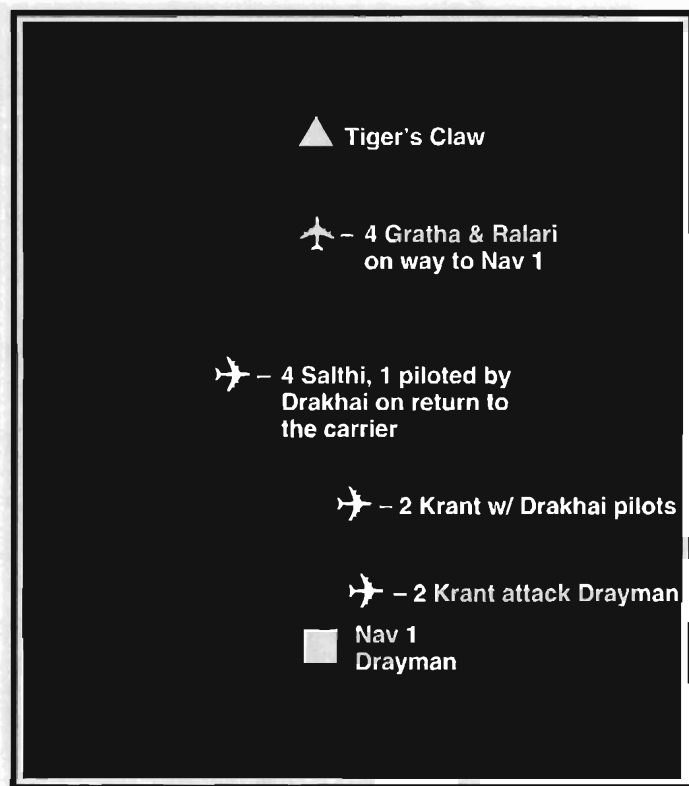 Tiger's Claw
– 4 Gratha & Ralari
on way to Nav 1
– 4 Salthi, 1 piloted by
Drakhai on return to
the carrier
– 2 Krant w/ Drakhai pilots
– 2 Krant attack Drayman
Nav 1
Drayman